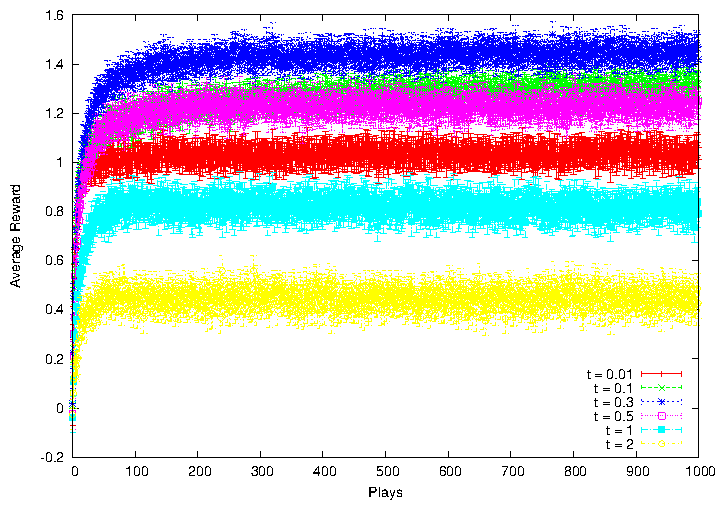 1.6
1.4
1.2
1
0.8
0.6
0.4
0.2
0
-0.2
Average Reward
t = 0.01
t = 0.1
t = 0.3
t = 0.5
t = 1
t = 2
0 100 200 300 400 500 600 700 800 900 1000
Plays